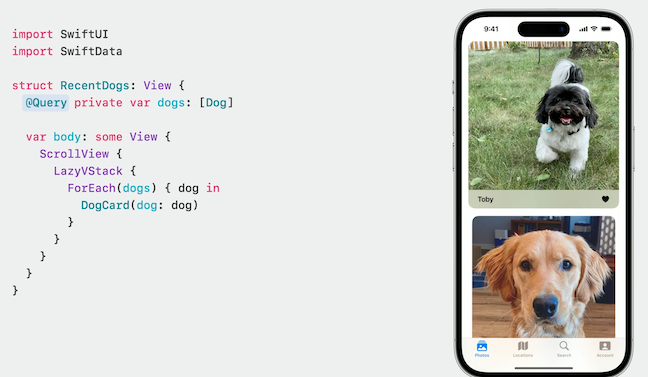 import SwiftUI
import SwiftData
struct RecentDogs: View {
@Query private var dogs: [Dog]
var body: some View {
ScrollView {
LazyVStack {
ForEach(dogs) { dog in
DogCard(dog: dog)
}
}
}
}
}
9:41
Toby
Photos
Locations
Search
Account